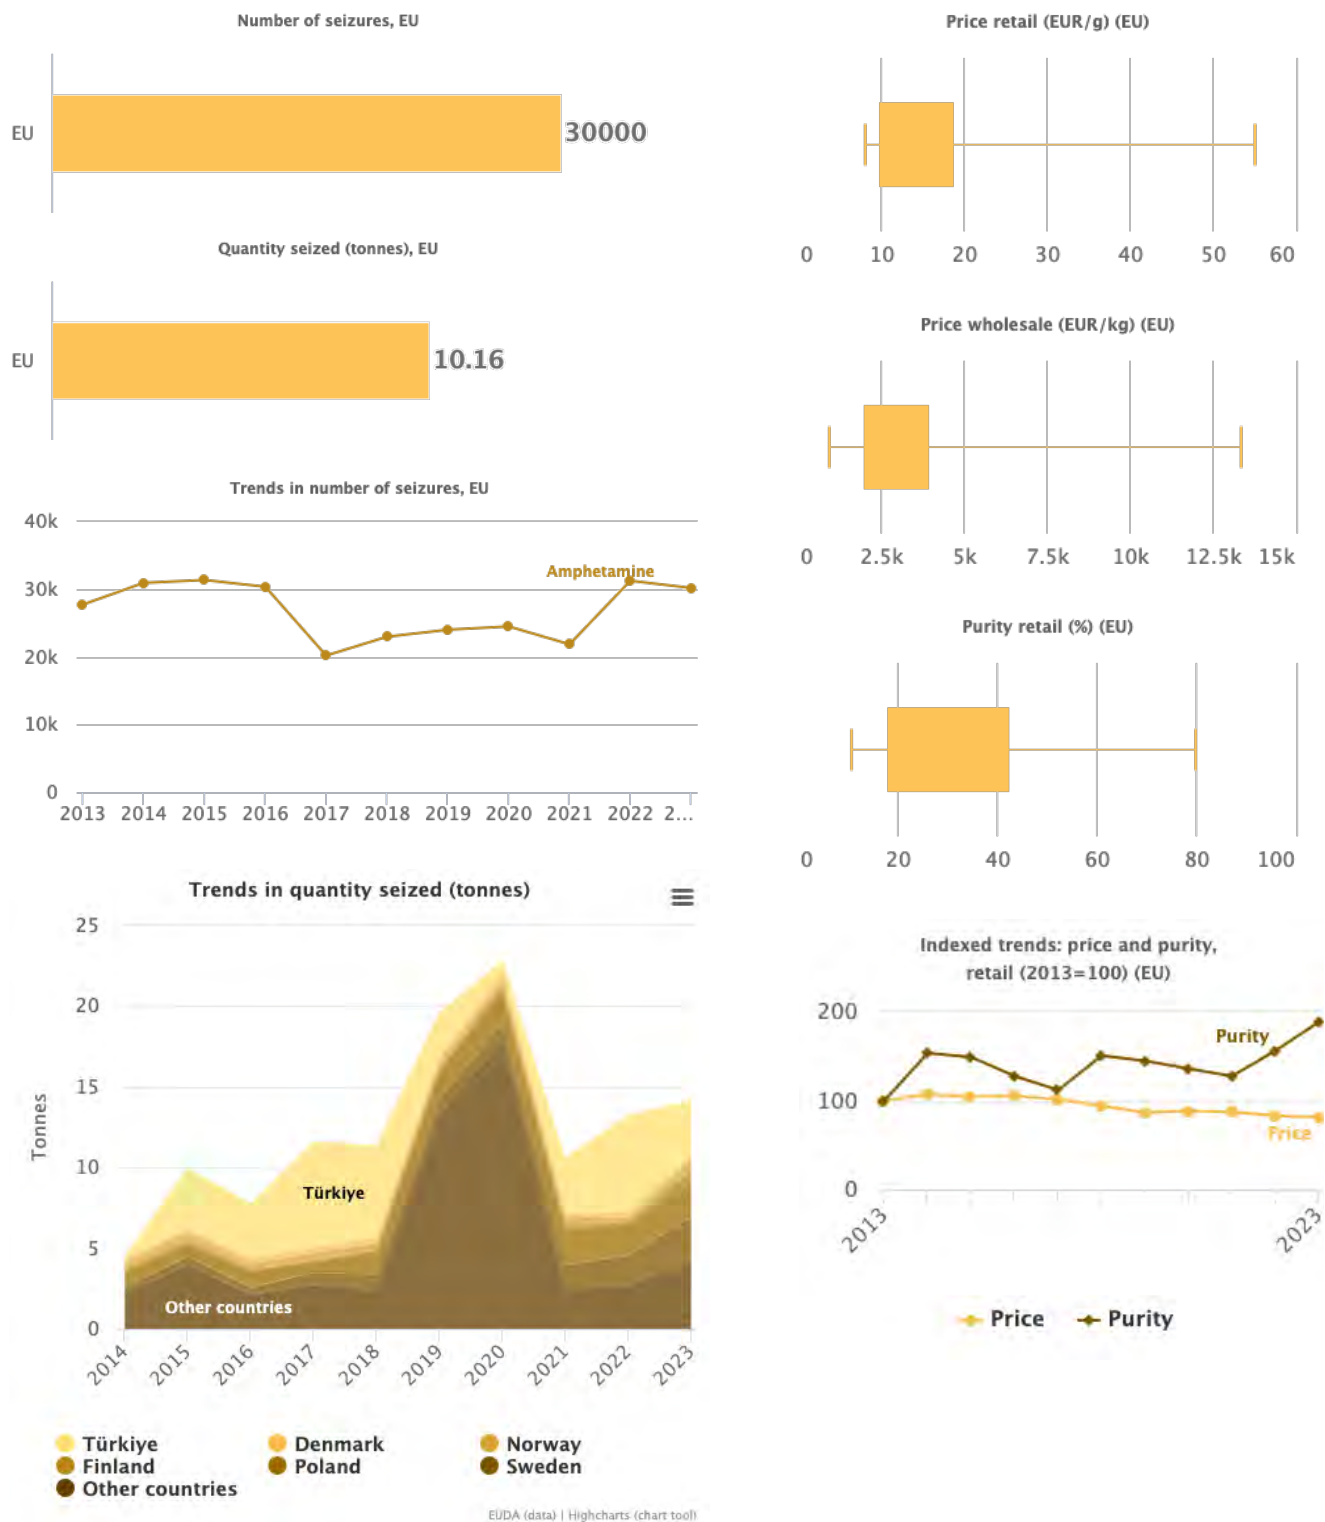 Number of seizures, EU
EU
30000
Quantity seized (tonnes), EU
EU
10.16
Trends in number of seizures, EU
40k
30k
20k
10k
0
Amphetamine
2013 2014 2015 2016 2017 2018 2019 2020 2021 2022 2...
Trends in quantity seized (tonnes)
25
20
15
10
5
0
Tonnes
Türkiye
Other countries
2014 2015 2016 2017 2018 2019 2020 2021 2022 2023
Türkiye Denmark Norway
Finland Poland Sweden
Other countries
EUDA (data) | Highcharts (chart tool)
Price retail (EUR/g) (EU)
0 10 20 30 40 50 60
Price wholesale (EUR/kg) (EU)
0 2.5k 5k 7.5k 10k 12.5k 15k
Purity retail (%) (EU)
0 20 40 60 80 100
Indexed trends: price and purity,
retail (2013=100) (EU)
200
100
0
Purity
Price
2013 2023
Price Purity